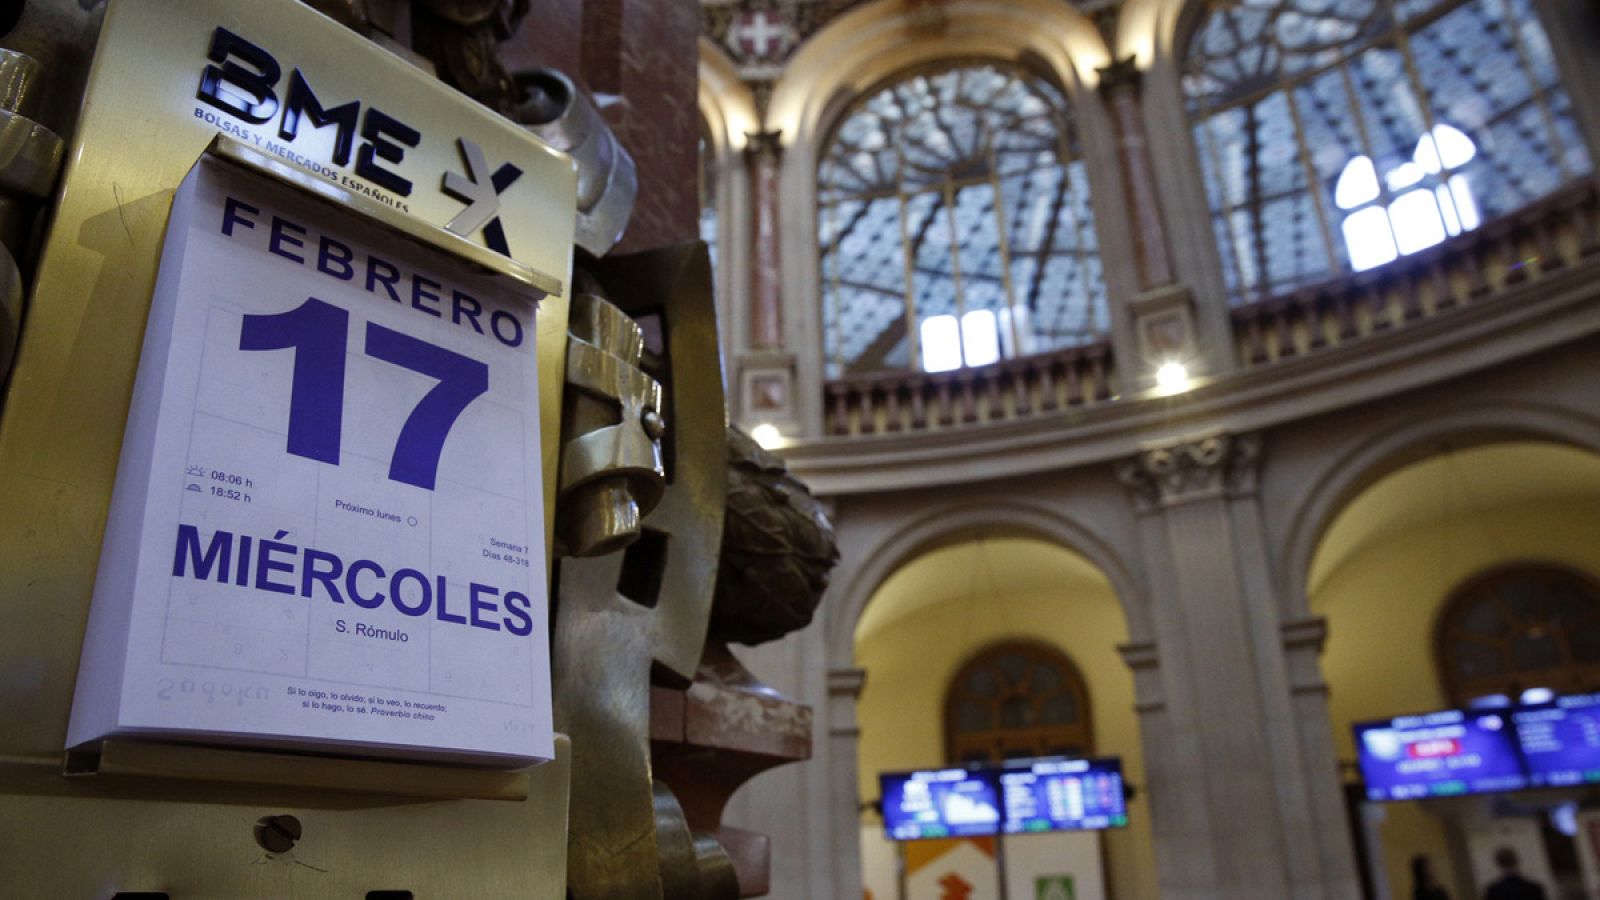 BME X
BOLSAS Y MERCADOS ESPAÑOLES
FEBRERO
17
08:06 h
18:52 h
Próximo lunes
Semana 7
Días 48-318
MIÉRCOLES
S. Rómulo
Sudoku
Si lo oigo, lo olvido; si lo veo, lo recuerdo;
si lo hago, lo sé. Proverbio chino